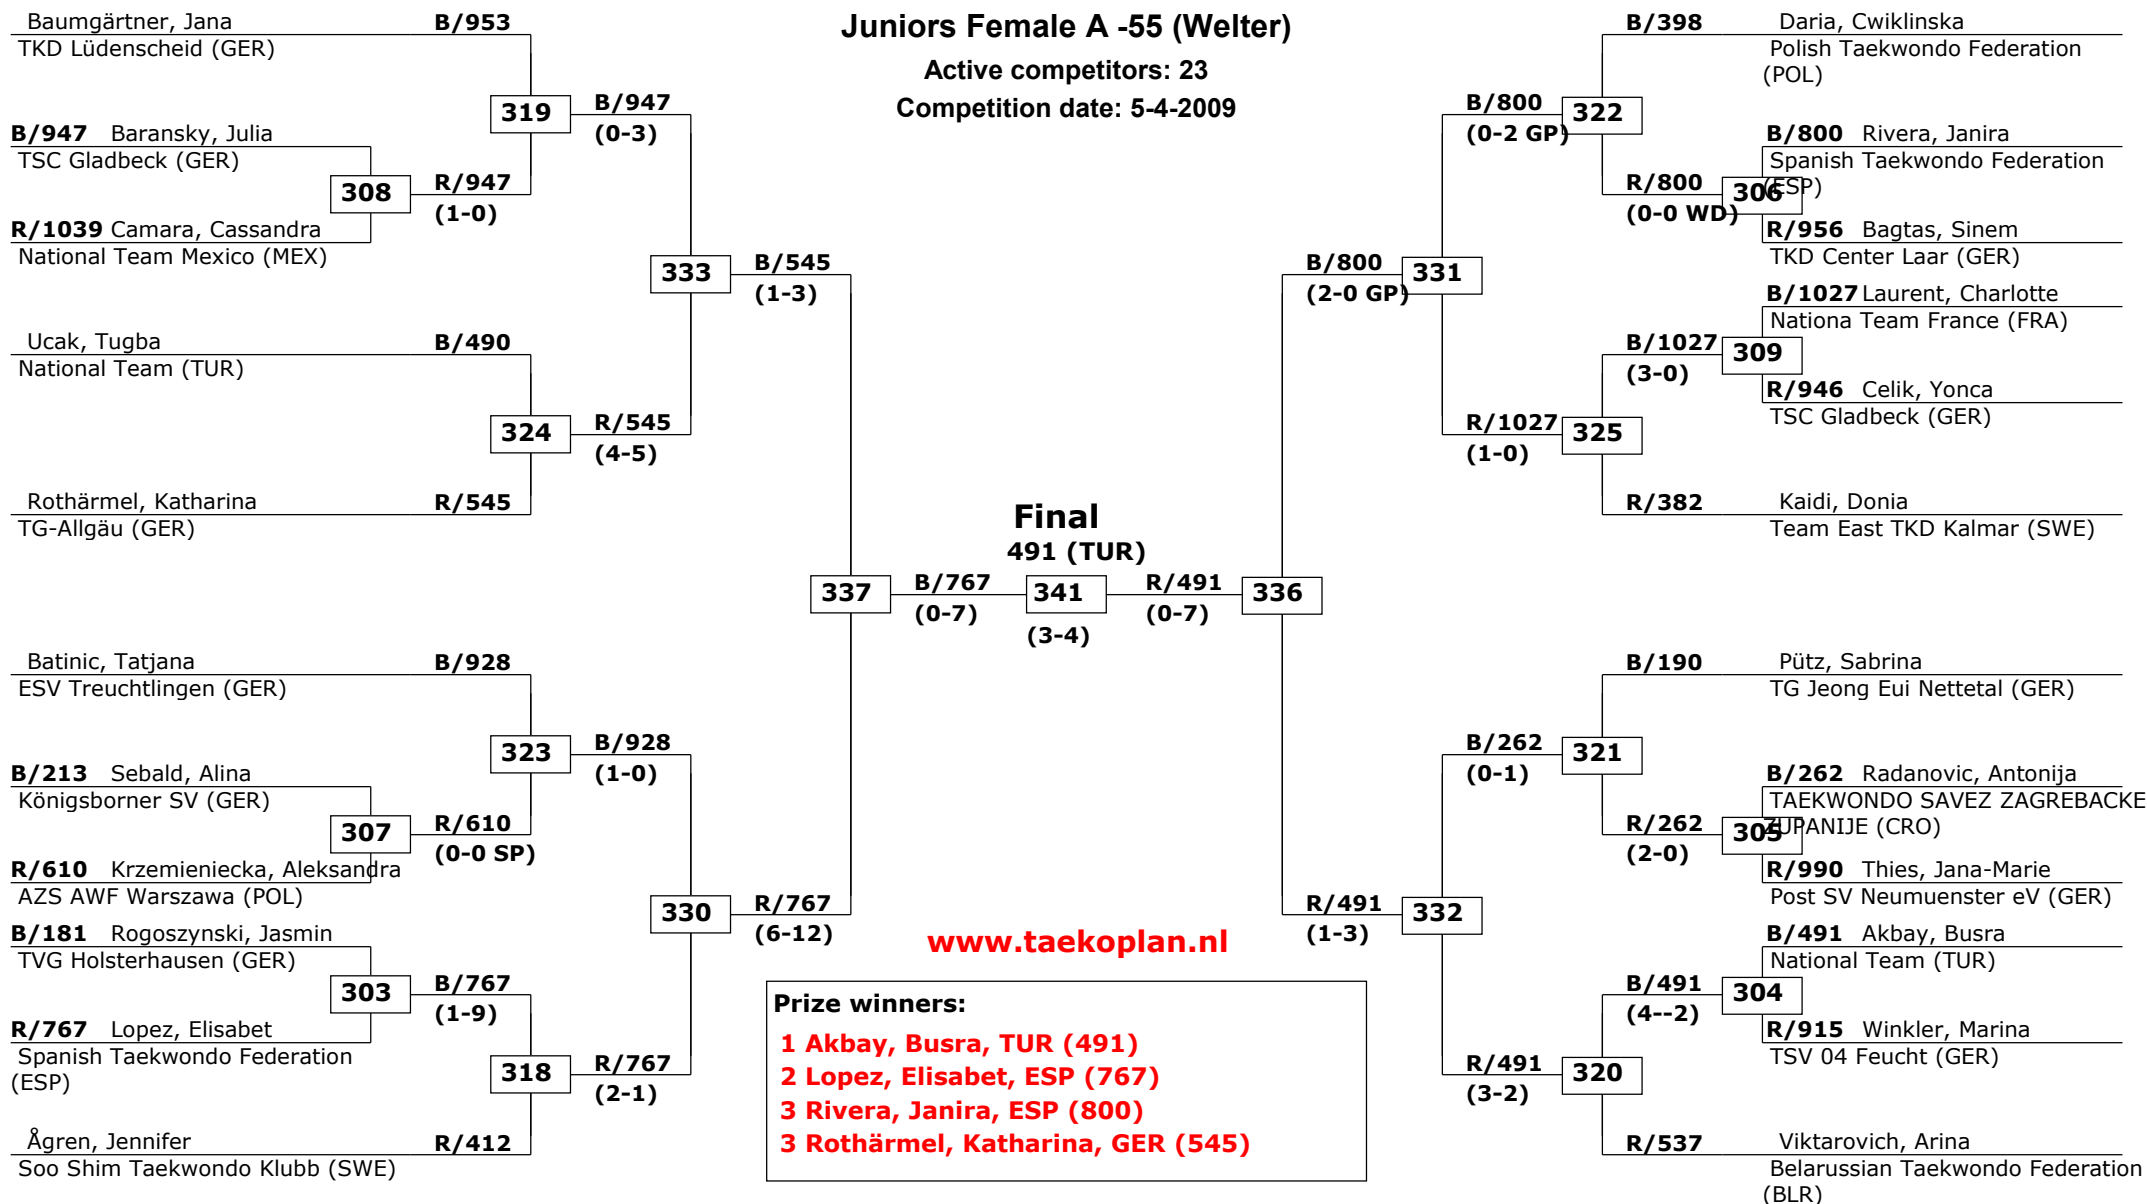 Juniors Female A -55 (Welter)
Active competitors: 23
Competition date: 5-4-2009
Baumgärtner, Jana
B/953
TKD Lüdenscheid (GER)
319
B/947
(0-3)
B/947 Baransky, Julia
TSC Gladbeck (GER)
308
R/947
(1-0)
R/1039 Camara, Cassandra
National Team Mexico (MEX)
333
B/545
(1-3)
Ucak, Tugba
B/490
National Team (TUR)
324
R/545
(4-5)
Rothärmel, Katharina
R/545
TG-Allgäu (GER)
337
B/767
(0-7)
Batinic, Tatjana
B/928
ESV Treuchtlingen (GER)
323
B/928
(1-0)
B/213 Sebald, Alina
Königsborner SV (GER)
307
R/610
(0-0 SP)
R/610 Krzemieniecka, Aleksandra
AZS AWF Warszawa (POL)
330
R/767
(6-12)
B/181 Rogoszynski, Jasmin
TVG Holsterhausen (GER)
303
B/767
(1-9)
R/767 Lopez, Elisabet
Spanish Taekwondo Federation
(ESP)
318
R/767
(2-1)
Ågren, Jennifer
R/412
Soo Shim Taekwondo Klubb (SWE)
Final
491 (TUR)
341
(3-4)
R/491
(0-7)
336
B/398
Daria, Cwiklinska
Polish Taekwondo Federation
(POL)
B/800
(0-2 GP)
322
B/800 Rivera, Janira
Spanish Taekwondo Federation
(ESP)
R/800
(0-0 WD)
306
R/956 Bagtas, Sinem
TKD Center Laar (GER)
B/800
(2-0 GP)
331
B/1027 Laurent, Charlotte
Nationa Team France (FRA)
B/1027
(3-0)
309
R/946 Celik, Yonca
TSC Gladbeck (GER)
R/1027
(1-0)
325
R/382
Kaidi, Donia
Team East TKD Kalmar (SWE)
B/190
Pütz, Sabrina
TG Jeong Eui Nettetal (GER)
B/262
(0-1)
321
B/262 Radanovic, Antonija
TAEKWONDO SAVEZ ZAGREBACKE
ZUPANIJE (CRO)
R/262
(2-0)
305
R/990 Thies, Jana-Marie
Post SV Neumuenster eV (GER)
R/491
(1-3)
332
B/491 Akbay, Busra
National Team (TUR)
B/491
(4--2)
304
R/915 Winkler, Marina
TSV 04 Feucht (GER)
R/491
(3-2)
320
R/537
Viktarovich, Arina
Belarussian Taekwondo Federation
(BLR)
www.taekoplan.nl
Prize winners:
1 Akbay, Busra, TUR (491)
2 Lopez, Elisabet, ESP (767)
3 Rivera, Janira, ESP (800)
3 Rothärmel, Katharina, GER (545)